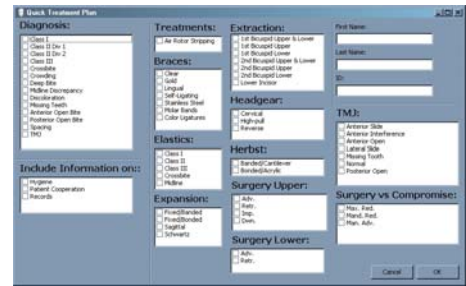 Quick Treatment Plan
Diagnosis:
Class I
Class II Div 1
Class II Div 2
Class III
Crossbite
Crowding
Deep Bite
Midline Discrepancy
Discoloration
Missing Teeth
Anterior Open Bite
Posterior Open Bite
Spacing
TMD
Include Information on::
Hygiene
Patient Cooperation
Records
Treatments:
Air Rotor Stripping
Braces:
Clear
Gold
Lingual
Self-Ligating
Stainless Steel
Molar Bands
Color Ligatures
Elastics:
Class I
Class II
Class III
Crossbite
Midline
Expansion:
Fixed/Banded
Fixed/Bonded
Sagittal
Schwartz
Extraction:
1st Bicuspid Upper & Lower
1st Bicuspid Upper
1st Bicuspid Lower
2nd Bicuspid Upper & Lower
2nd Bicuspid Upper
2nd Bicuspid Lower
Lower Incisor
Headgear:
Cervical
High-pull
Reverse
Herbst:
Banded/Cantilever
Bonded/Acrylic
Surgery Upper:
Adv.
Retr.
Imp.
Dwn.
Surgery Lower:
Adv.
Retr.
First Name:
Last Name:
ID:
TMJ:
Anterior Slide
Anterior Interference
Anterior Open
Lateral Slide
Missing Tooth
Normal
Posterior Open
Surgery vs Compromise:
Max. Red.
Mand. Red.
Man. Adv.
Cancel
OK